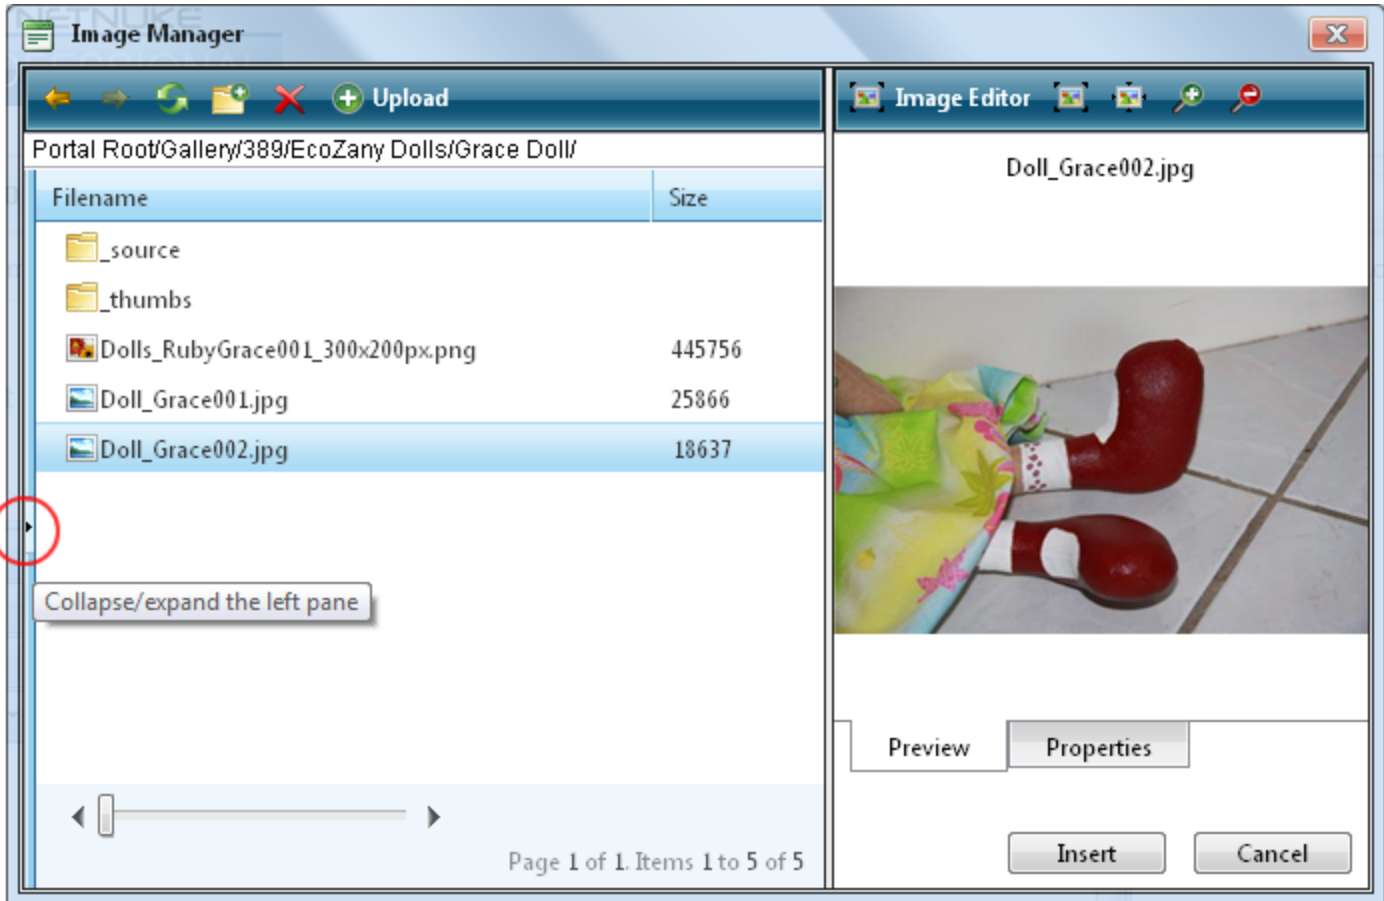 NETNUKE
Image Manager
Upload
Image Editor
Portal Root/Gallery/389/EcoZany Dolls/Grace Doll/
Doll_Grace002.jpg
Filename Size
_source
_thumbs
Dolls_RubyGrace001_300x200px.png 445756
Doll_Grace001.jpg 25866
Doll_Grace002.jpg 18637
Collapse/expand the left pane
Preview Properties
Page 1 of 1. Items 1 to 5 of 5
Insert Cancel